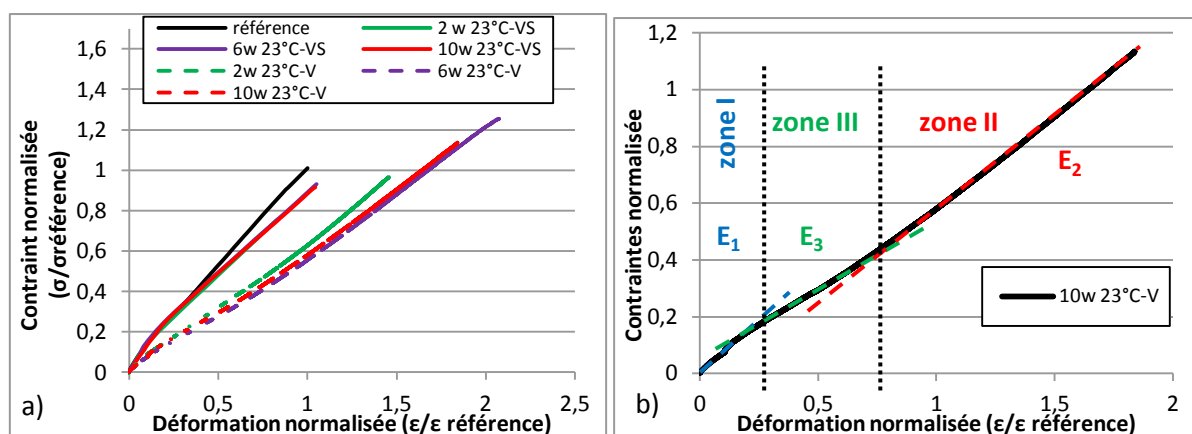 Contraint normalisée
(σ/σréférence)
1,6
1,4
1,2
1
0,8
0,6
0,4
0,2
0
référence
2 w 23°C-VS
6w 23°C-VS
10w 23°C-VS
2w 23°C-V
6w 23°C-V
10w 23°C-V
0
0,5
1
1,5
2
2,5
a)
Déformation normalisée (ε/ε référence)
Contraintes normalisée
1,2
1
0,8
0,6
0,4
0,2
0
zone I
zone III
zone II
E1
E3
E2
10w 23°C-V
0
0,5
1
1,5
2
b)
Déformation normalisée (ε/ε référence)